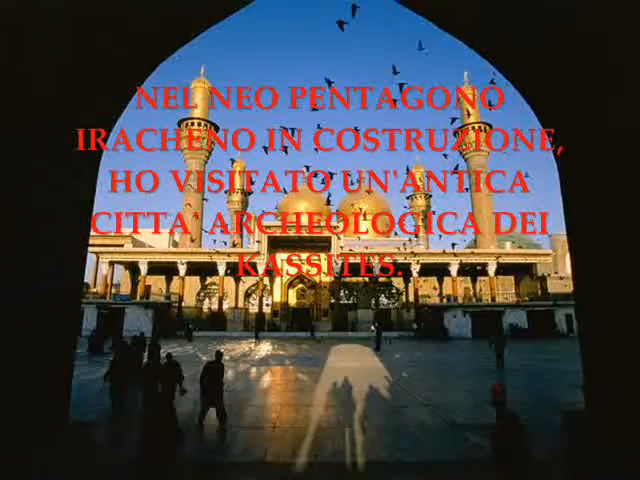 NEL NEO PENTAGONO
IRACHENO IN COSTRUZIONE,
HO VISITATO UN'ANTICA
CITTA' ARCHEOLOGICA DEI
KASSITES.